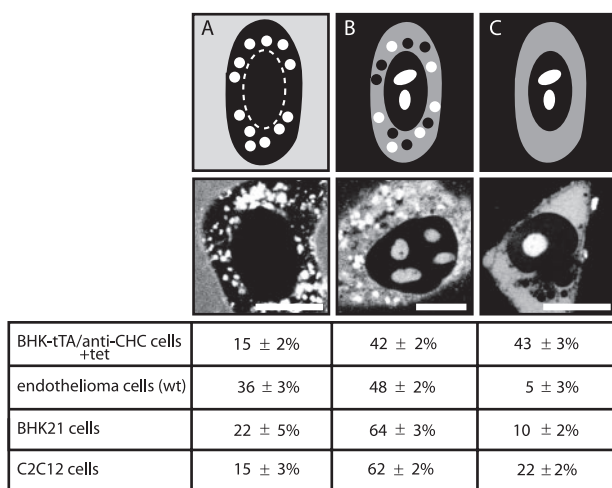 A B C
BHK-tTA/anti-CHC cells 15 ± 2% 42 ± 2% 43 ± 3%
+tet
endothelioma cells (wt) 36 ± 3% 48 ± 2% 5 ± 3%
BHK21 cells 22 ± 5% 64 ± 3% 10 ± 2%
C2C12 cells 15 ± 3% 62 ± 2% 22 ±2%